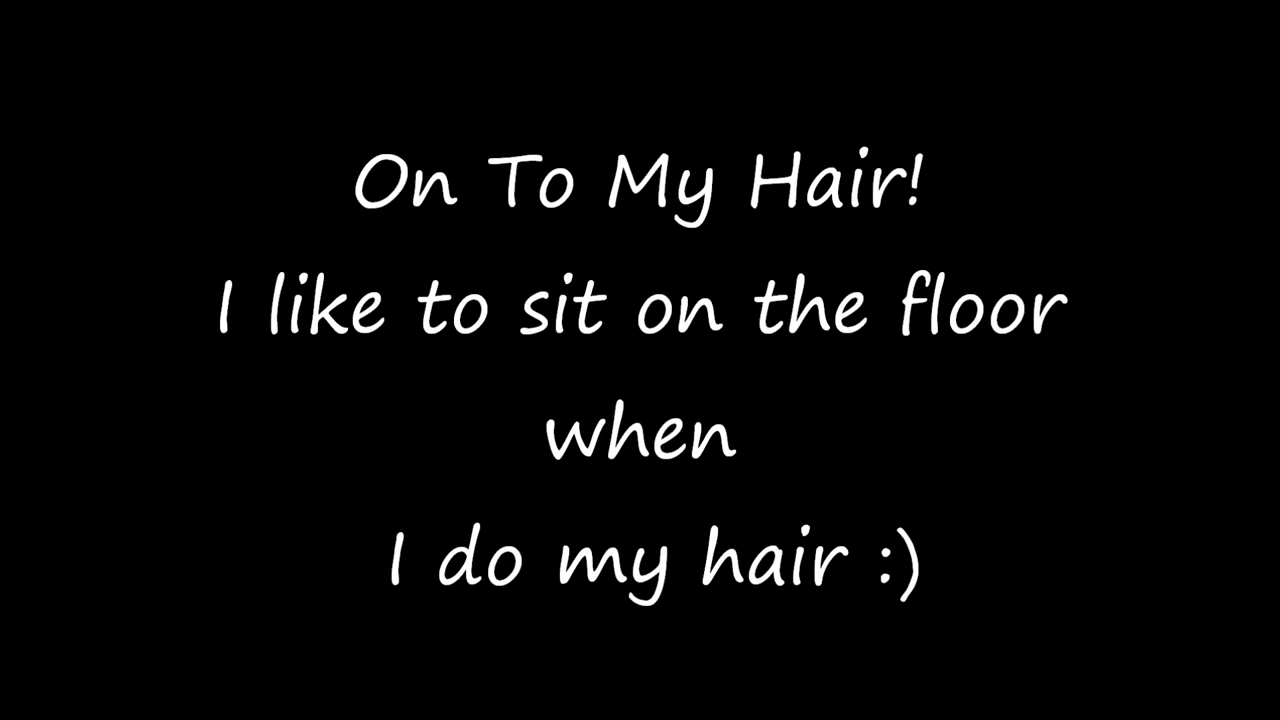 On To My Hair!
I like to sit on the floor
when
I do my hair :)